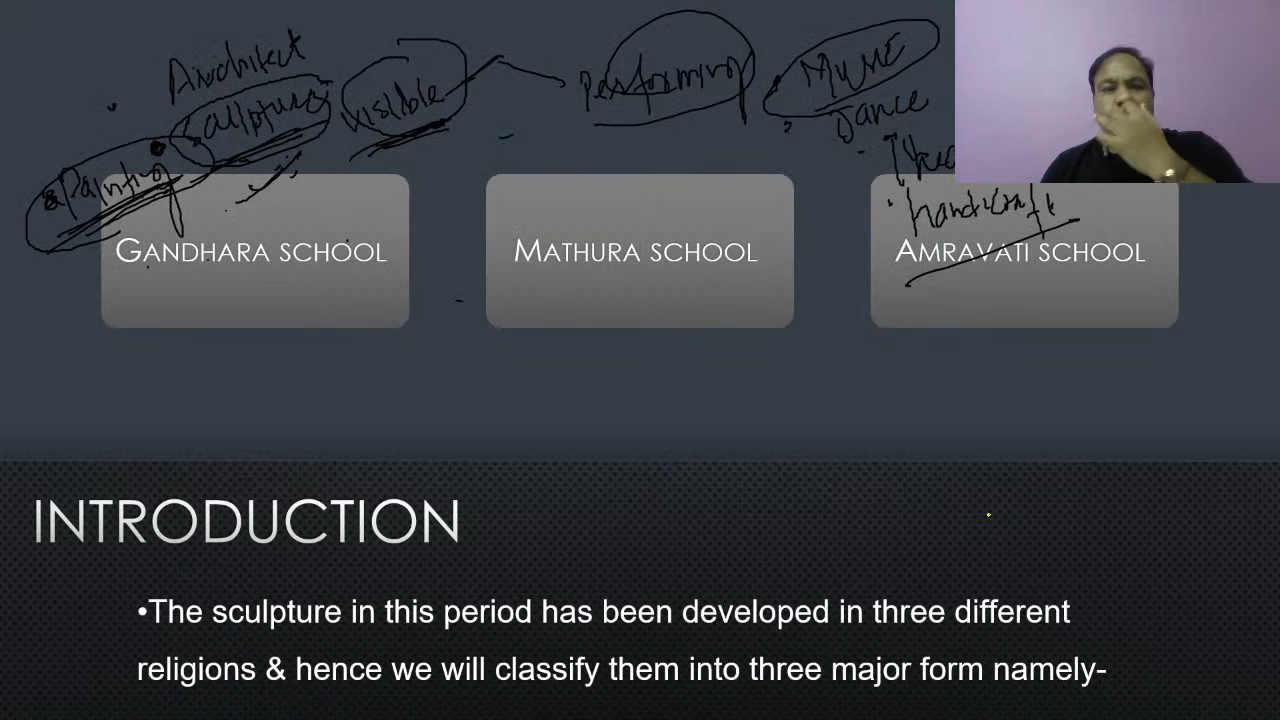 Architect
Scullpture
visible
Performing
Music
Dance
Painting
handicraft
GANDHARA SCHOOL
MATHURA SCHOOL
AMRAVATI SCHOOL
INTRODUCTION
•The sculpture in this period has been developed in three different
religions & hence we will classify them into three major form namely-